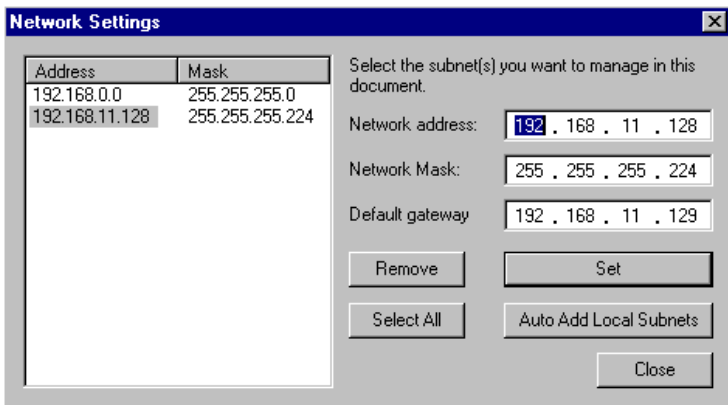 Network Settings
Address Mask
192.168.0.0 255.255.255.0
192.168.11.128 255.255.255.224
Select the subnet(s) you want to manage in this
document.
Network address: 192 . 168 . 11 . 128
Network Mask: 255 . 255 . 255 . 224
Default gateway 192 . 168 . 11 . 129
Remove Set
Select All Auto Add Local Subnets
Close